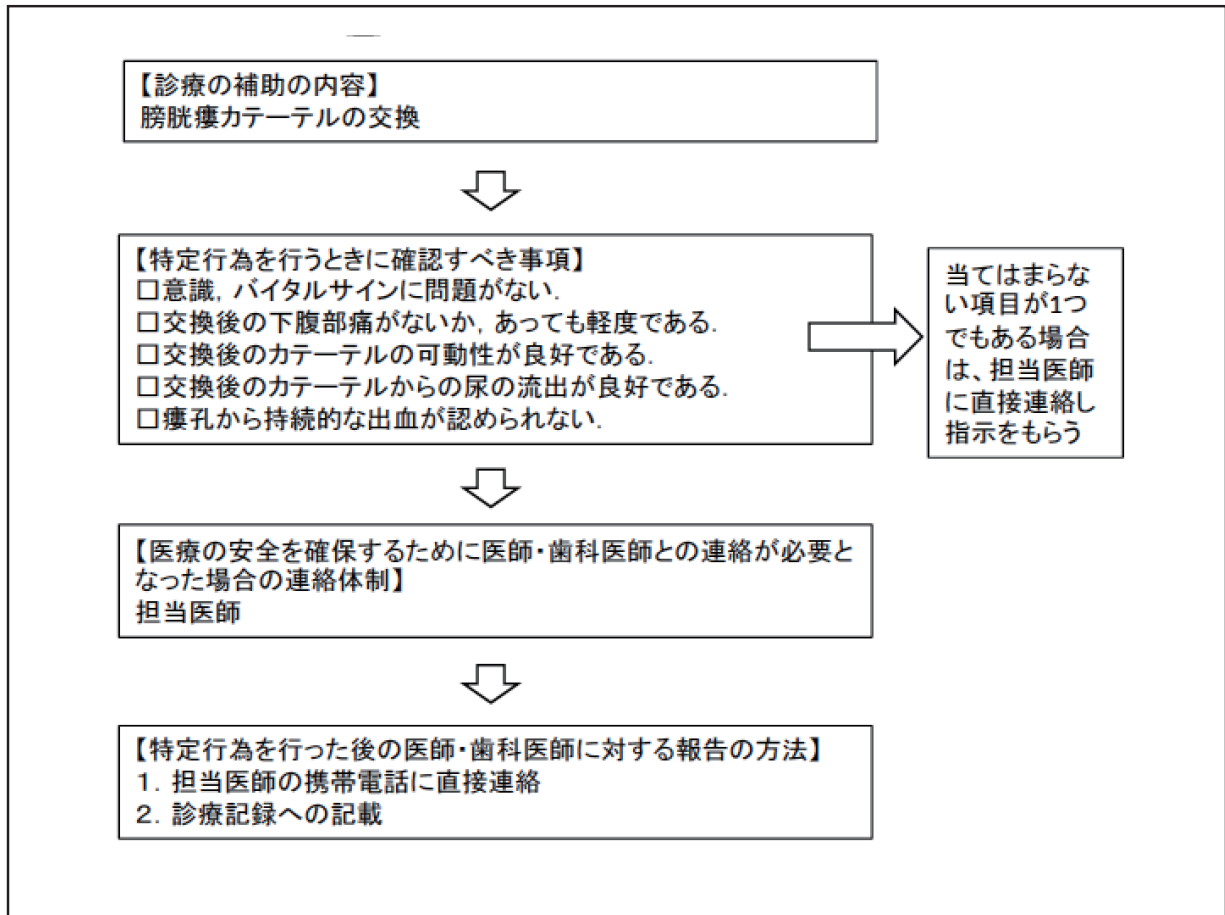 【診療の補助の内容】
膀胱瘻カテーテルの交換
【特定行為を行うときに確認すべき事項】
□意識，バイタルサインに問題がない．
□交換後の下腹部痛がないか，あっても軽度である．
□交換後のカテーテルの可動性が良好である．
□交換後のカテーテルからの尿の流出が良好である．
□瘻孔から持続的な出血が認められない．
当てはまらな
い項目が1つ
でもある場合
は、担当医師
に直接連絡し
指示をもらう
【医療の安全を確保するために医師・歯科医師との連絡が必要と
なった場合の連絡体制】
担当医師
【特定行為を行った後の医師・歯科医師に対する報告の方法】
１．担当医師の携帯電話に直接連絡
２．診療記録への記載